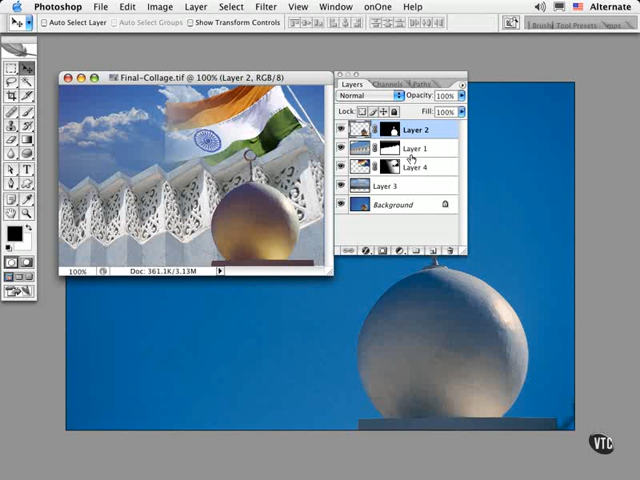 Photoshop File Edit Image Layer Select Filter View Window onOne Help Alternate
Auto Select Layer Auto Select Groups Show Transform Controls Brushes Tool Presets
Final-Collage.tif @ 100% (Layer 2, RGB/8)
Layers Channels Paths
Normal Opacity: 100%
Lock: Fill: 100%
Layer 2
Layer 1
Layer 4
Layer 3
Background
100% Doc: 361.1K/3.13M
VTC